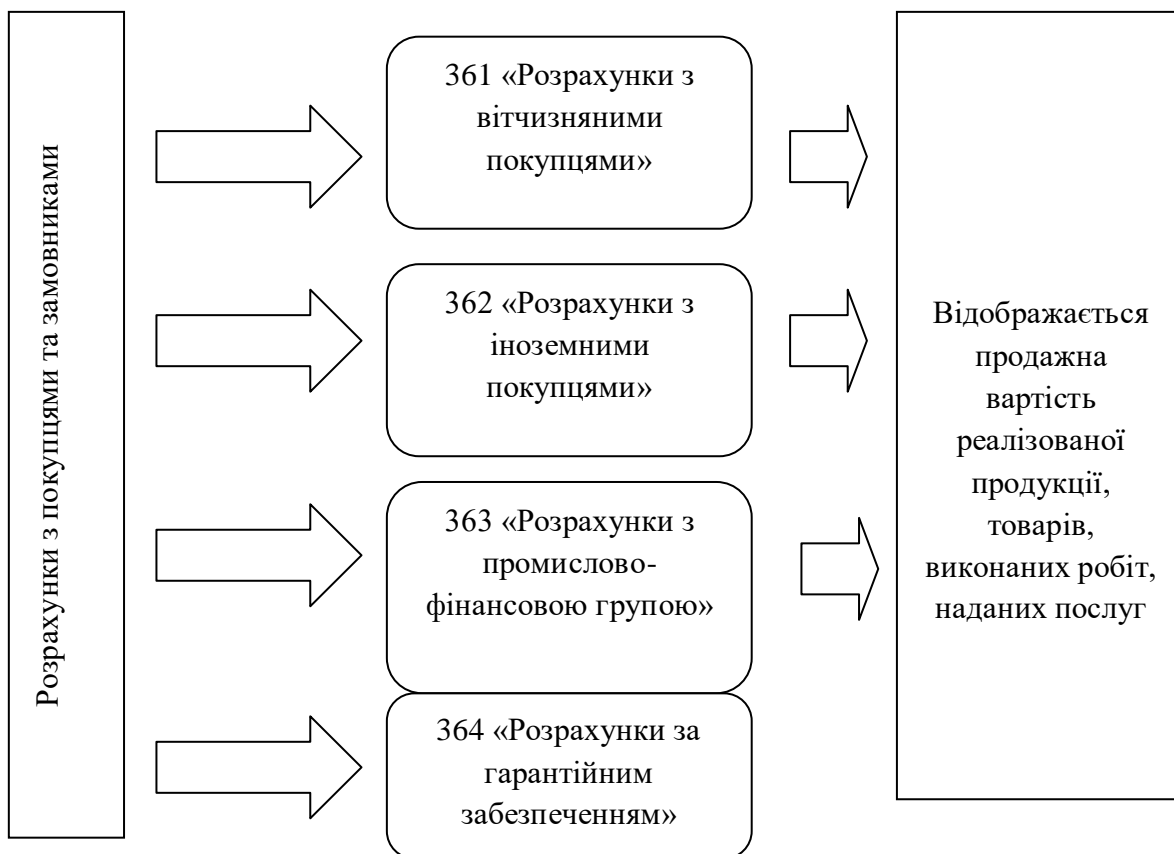 Розрахунки з покупцями та замовниками
361 «Розрахунки з
вітчизняними
покупцями»
362 «Розрахунки з
іноземними
покупцями»
363 «Розрахунки з
промислово-
фінансовою групою»
364 «Розрахунки за
гарантійним
забезпеченням»
Відображається
продажна
вартість
реалізованої
продукції,
товарів,
виконаних робіт,
наданих послуг